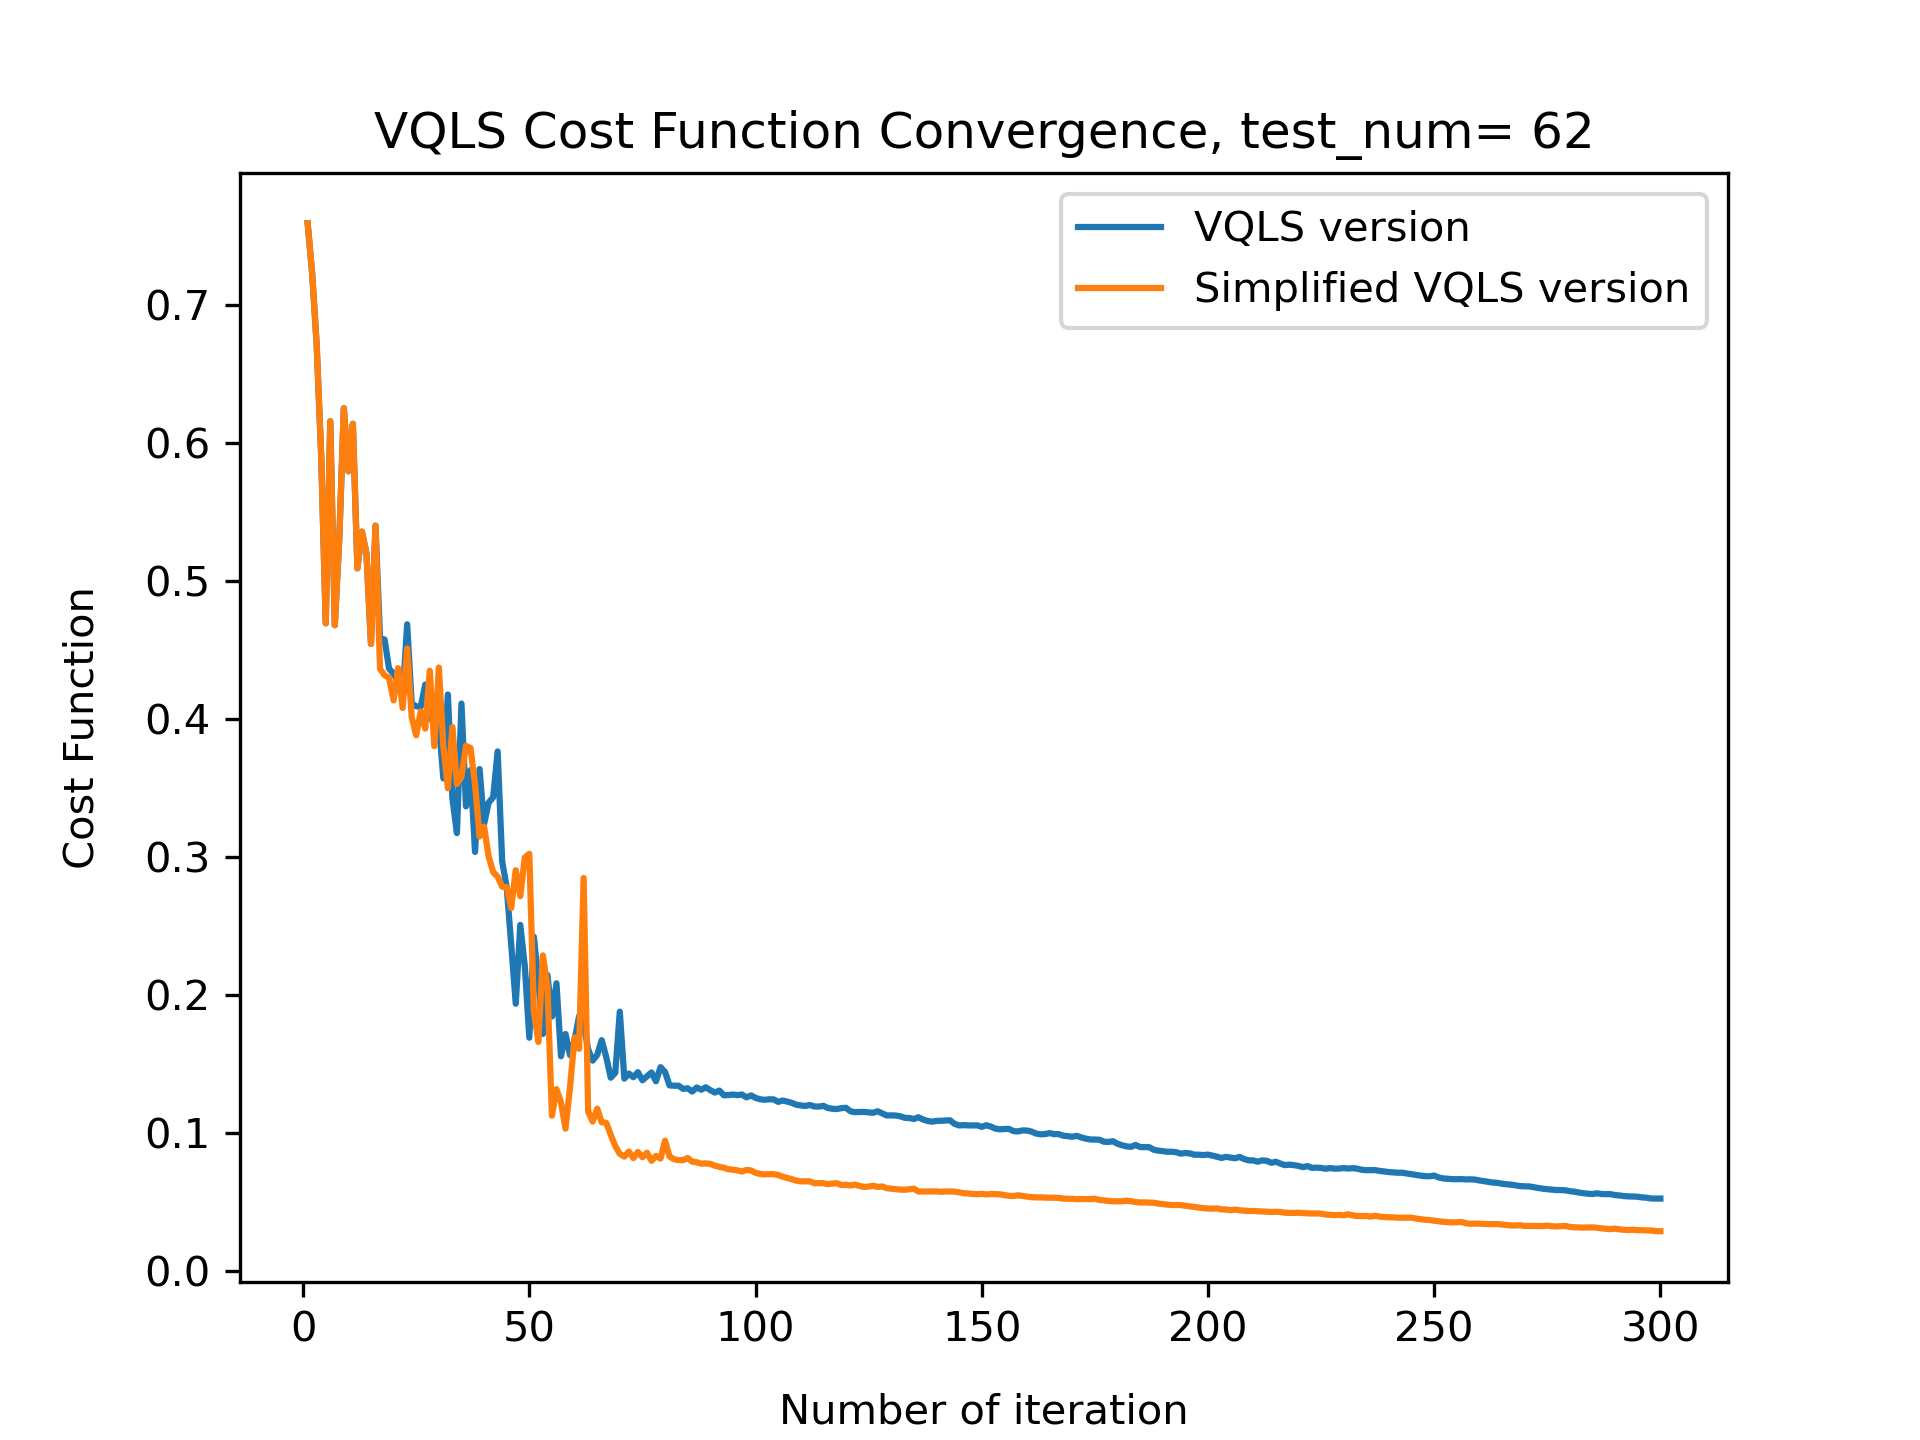 VQLS Cost Function Convergence, test_num= 62
VQLS version
Simplified VQLS version
0.7
0.6
0.5
0.4
0.3
0.2
0.1
0.0
Cost Function
0 50 100 150 200 250 300
Number of iteration